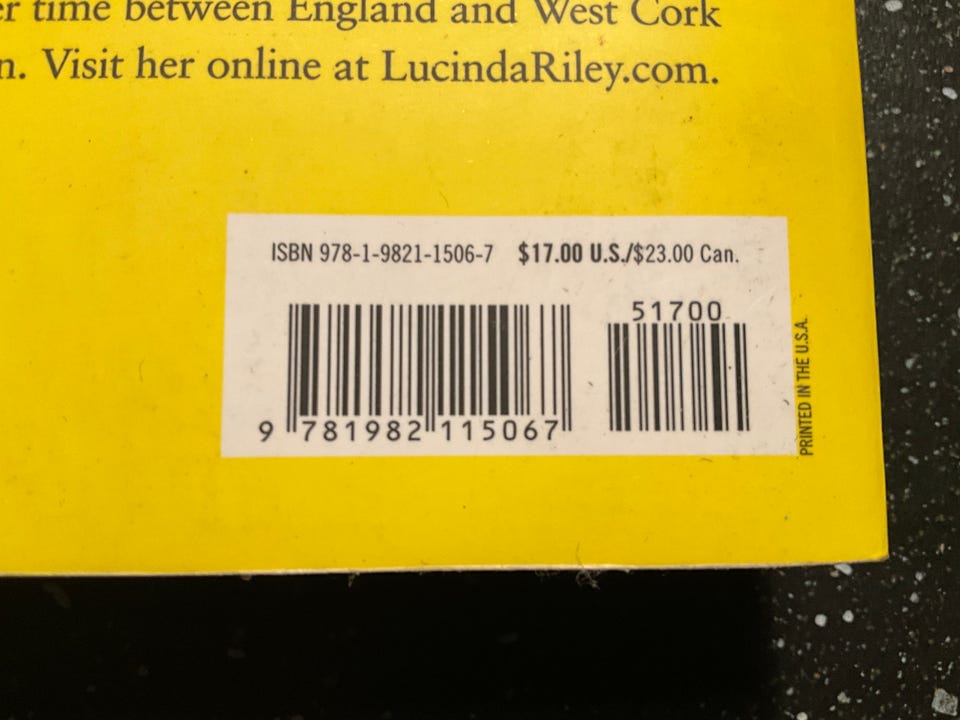 time between England and West Cork
Visit her online at LucindaRiley.com.
ISBN 978-1-9821-1506-7 $17.00 U.S./$23.00 Can.
51700
9 781982 115067
PRINTED IN THE U.S.A.